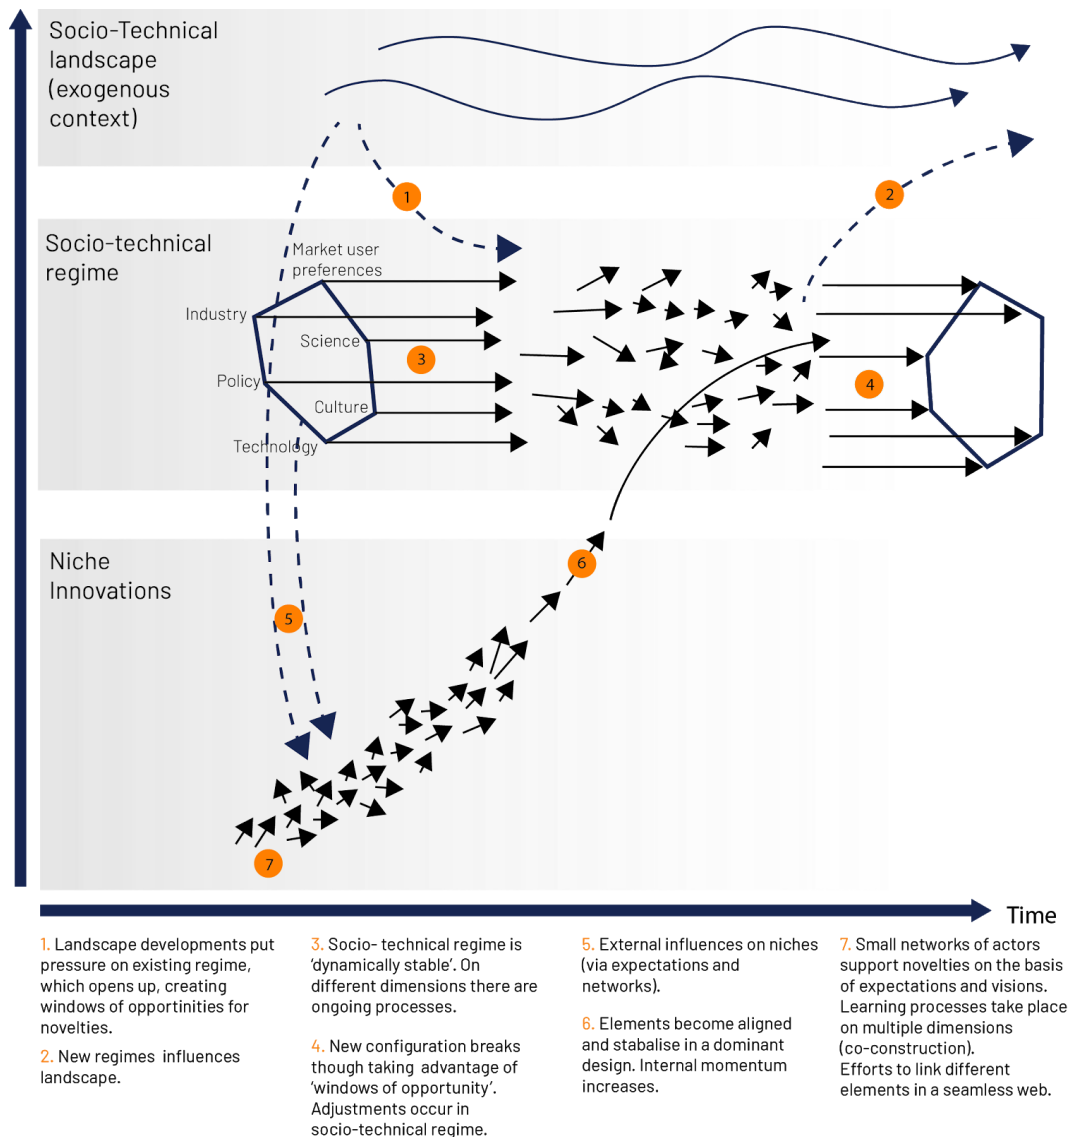 Socio-Technical
landscape
(exogenous
context)
1
2
Socio-technical
regime
Market user
preferences
Industry
Science
3
Policy
4
Culture
Technology
Niche
Innovations
6
5
7
Time
1. Landscape developments put
pressure on existing regime,
which opens up, creating
windows of opportinities for
novelties.
2. New regimes influences
landscape.
3. Socio- technical regime is
‘dynamically stable’. On
different dimensions there are
ongoing processes.
4. New configuration breaks
though taking advantage of
‘windows of opportunity’.
Adjustments occur in
socio-technical regime.
5. External influences on niches
(via expectations and
networks).
6. Elements become aligned
and stabalise in a dominant
design. Internal momentum
increases.
7. Small networks of actors
support novelties on the basis
of expectations and visions.
Learning processes take place
on multiple dimensions
(co-construction).
Efforts to link different
elements in a seamless web.